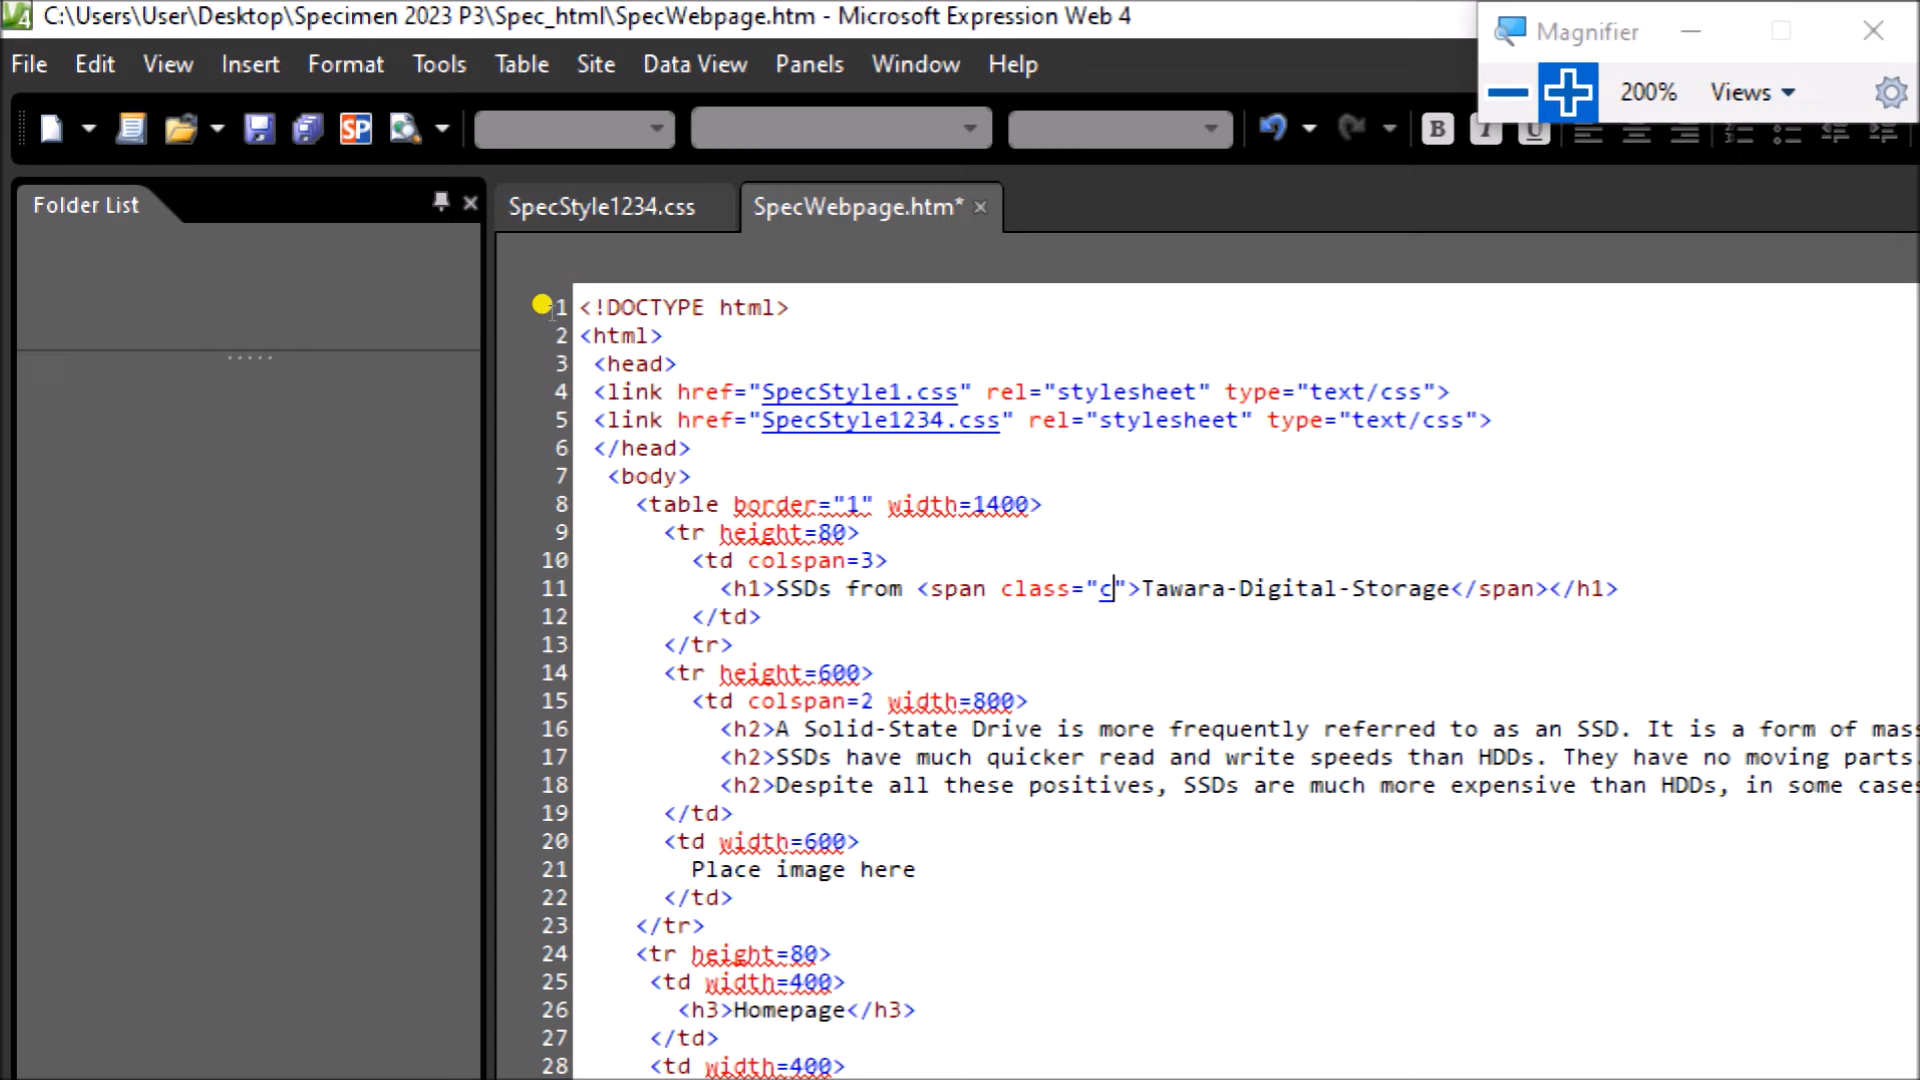 C:\Users\User\Desktop\Specimen 2023 P3\Spec_html\SpecWebpage.htm - Microsoft Expression Web 4
Magnifier
File Edit View Insert Format Tools Table Site Data View Panels Window Help
200% Views
SP B I U
Folder List
SpecStyle1234.css SpecWebpage.htm*
1 <!DOCTYPE html>
2 <html>
3 <head>
4 <link href="SpecStyle1.css" rel="stylesheet" type="text/css">
5 <link href="SpecStyle1234.css" rel="stylesheet" type="text/css">
6 </head>
7 <body>
8 <table border="1" width=1400>
9 <tr height=80>
10 <td colspan=3>
11 <h1>SSDs from <span class="c">Tawara-Digital-Storage</span></h1>
12 </td>
13 </tr>
14 <tr height=600>
15 <td colspan=2 width=800>
16 <h2>A Solid-State Drive is more frequently referred to as an SSD. It is a form of mass
17 <h2>SSDs have much quicker read and write speeds than HDDs. They have no moving parts.
18 <h2>Despite all these positives, SSDs are much more expensive than HDDs, in some cases
19 </td>
20 <td width=600>
21 Place image here
22 </td>
23 </tr>
24 <tr height=80>
25 <td width=400>
26 <h3>Homepage</h3>
27 </td>
28 <td width=400>